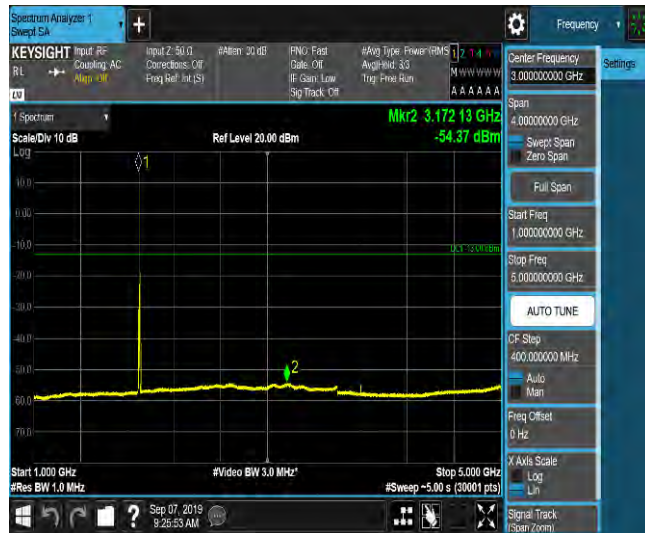 Spectrum Analyzer 1
Swept SA
+
Frequency
KEYSIGHT
RL
Input: RF
Coupling: AC
Align: Off
Input Z: 50 Ω
Corrections: Off
Freq Ref: Int (S)
#Atten: 30 dB
PNO: Fast
Gate: Off
IF Gain: Low
Sig Track: Off
#Avg Type: Power (RMS
Avg|Hold: 3/3
Trig: Free Run
M W W W W W
A A A A A A
LW
1 Spectrum
Scale/Div 10 dB
Log
Ref Level 20.00 dBm
Mkr2 3.172 13 GHz
-54.37 dBm
1
10.0
0.00
-10.0
DL1 -13.00 dBm
-20.0
-30.0
-40.0
-50.0
2
-60.0
-70.0
Start 1.000 GHz
#Video BW 3.0 MHz*
Stop 5.000 GHz
#Res BW 1.0 MHz
#Sweep ~5.00 s (30001 pts)
?
Sep 07, 2019
9:25:53 AM
Center Frequency
3.000000000 GHz
Settings
Span
4.00000000 GHz
Swept Span
Zero Span
Full Span
Start Freq
1.000000000 GHz
Stop Freq
5.000000000 GHz
AUTO TUNE
CF Step
400.000000 MHz
Auto
Man
Freq Offset
0 Hz
X Axis Scale
Log
Lin
Signal Track
(Span Zoom)